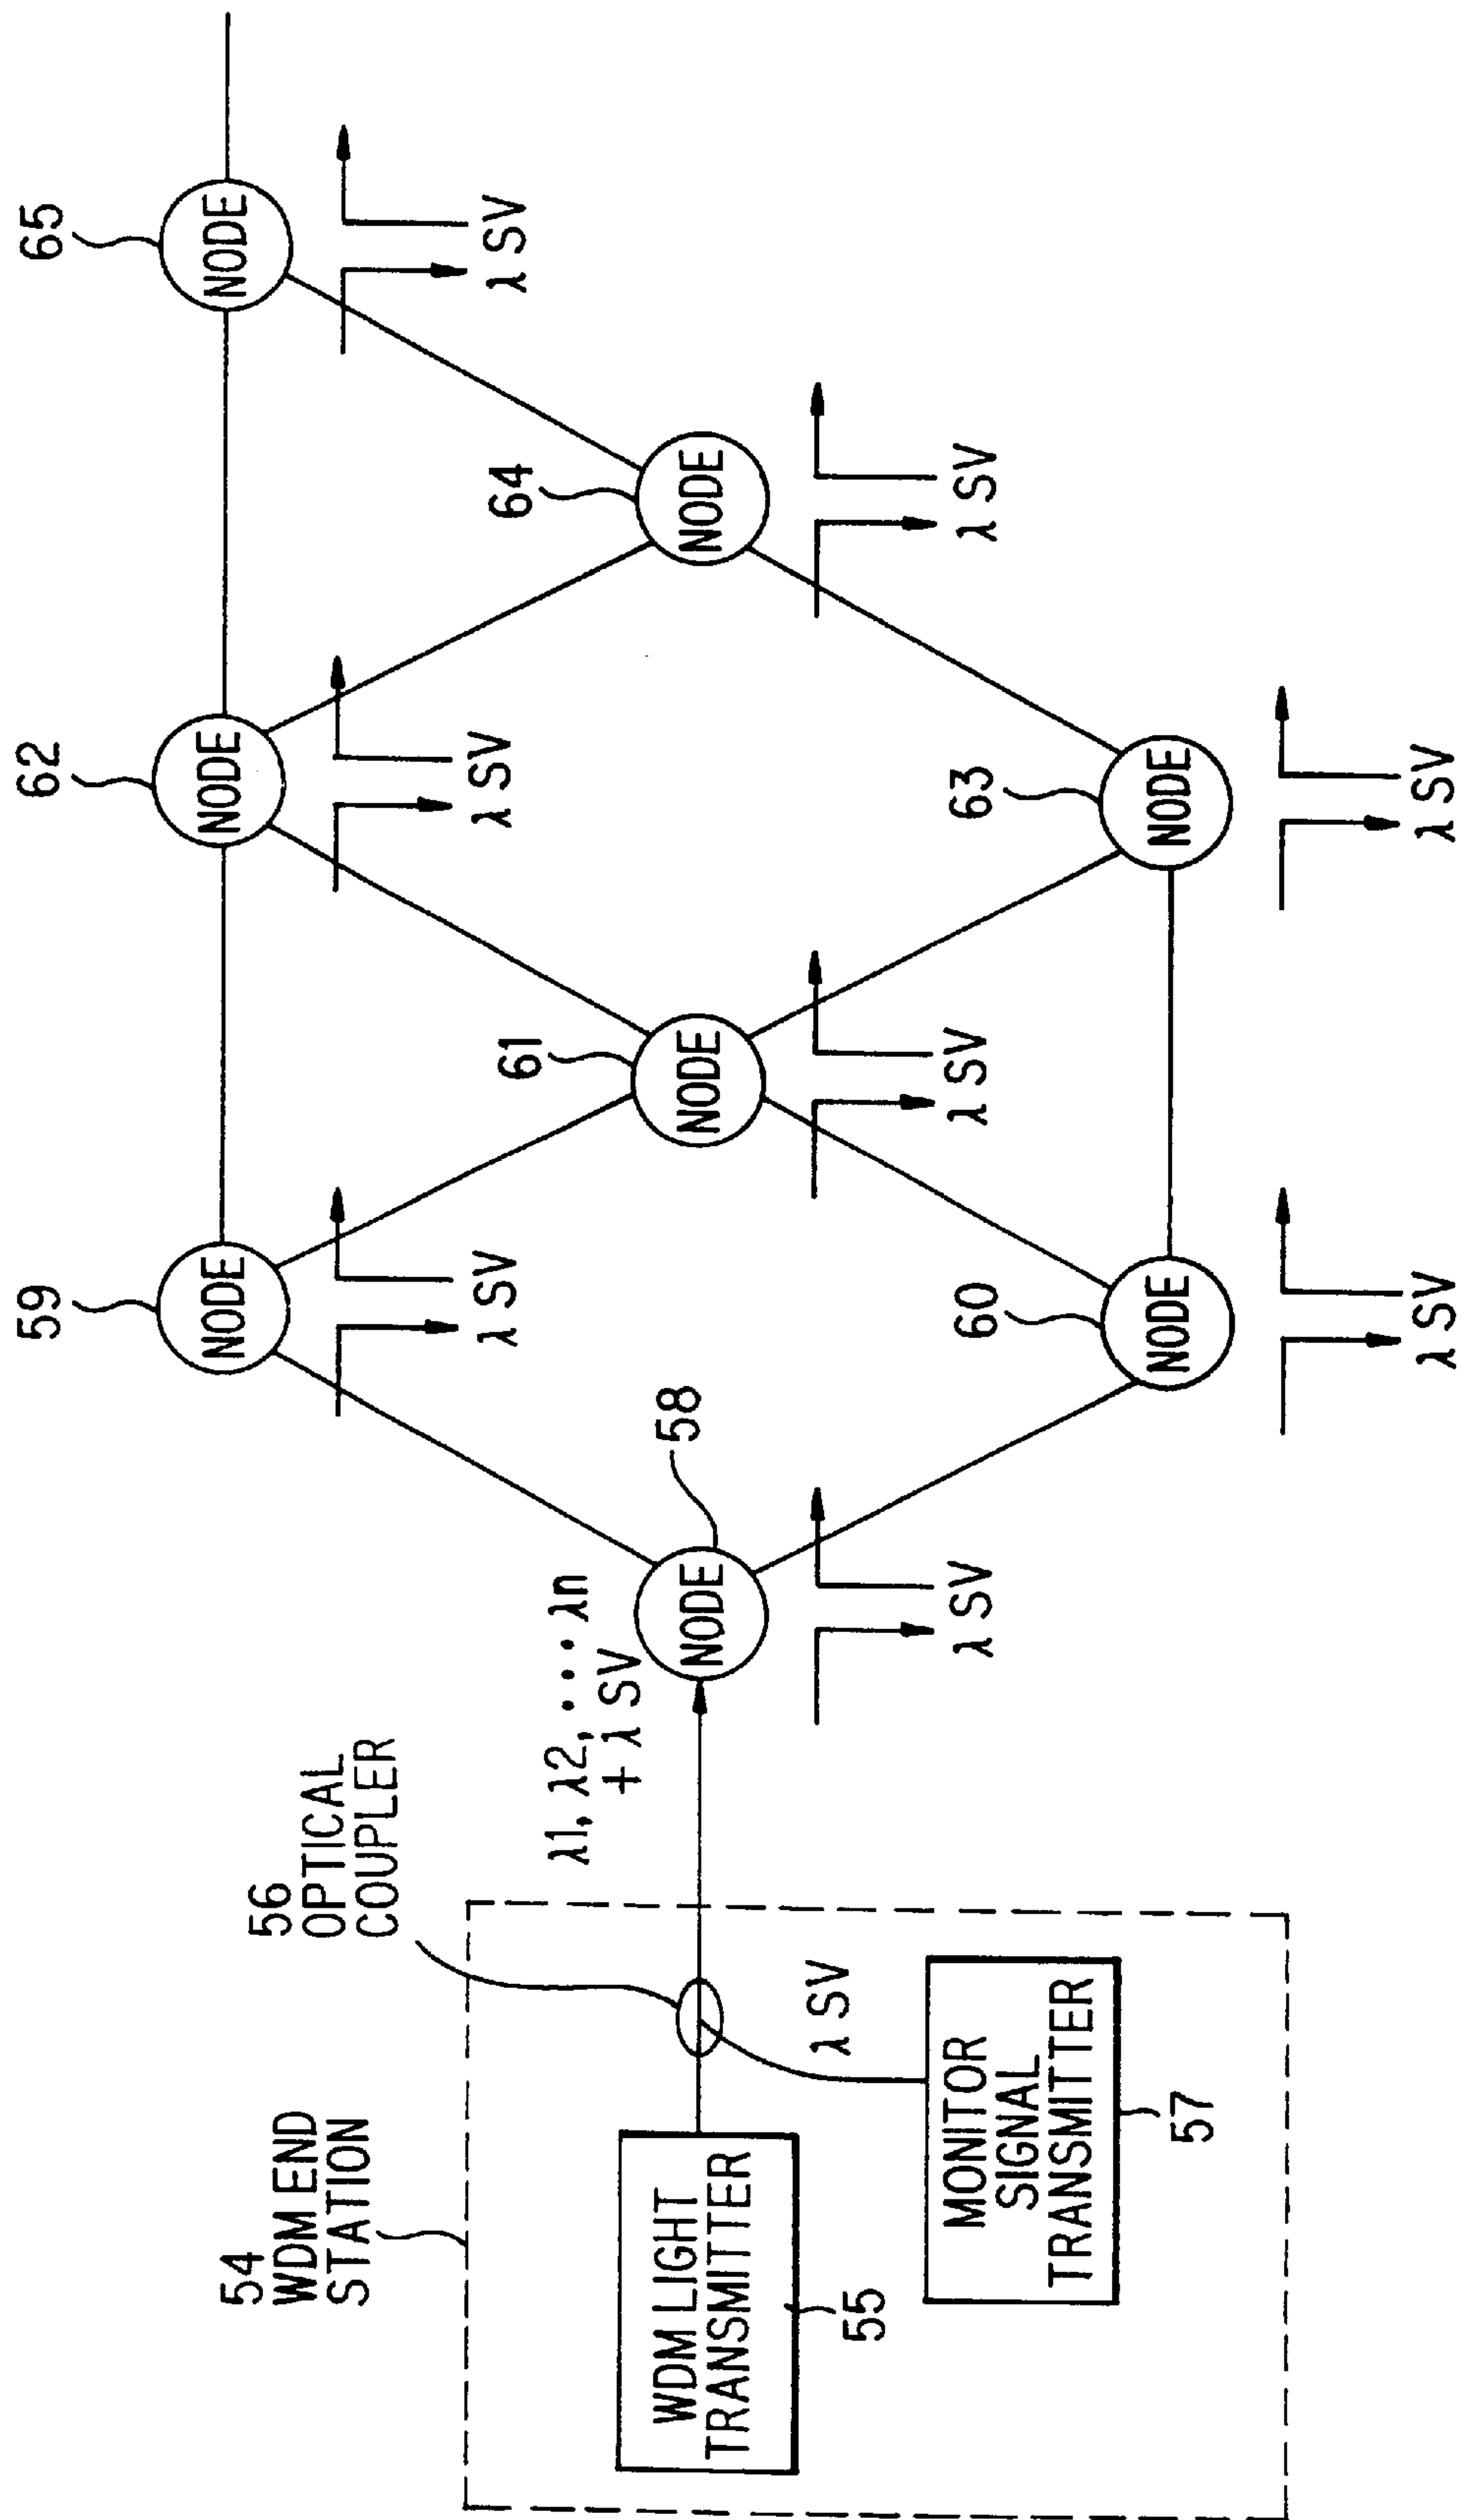 54
WDM END
STATION
WDM LIGHT
TRANSMITTER
55
56
OPTICAL
COUPLER
λ SV
MONITOR
SIGNAL
TRANSMITTER
57
λ1, λ2, ··· λn
+ λ SV
58
NODE
λ SV
59
NODE
λ SV
60
NODE
λ SV
61
NODE
λ SV
62
NODE
λ SV
63
NODE
λ SV
64
NODE
λ SV
65
NODE
λ SV